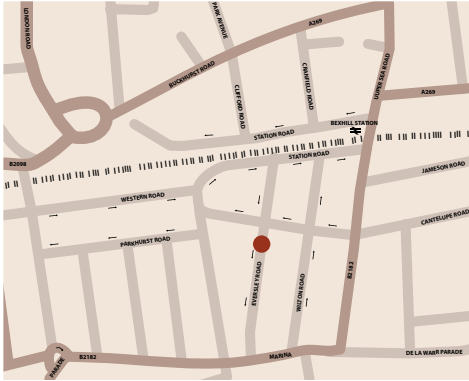 LONDON ROAD
PARK AVENUE
A269
BUCKHURST ROAD
CLIFFORD ROAD
CRANFIELD ROAD
UPPER SEA ROAD
A269
BEXHILL STATION
STATION ROAD
STATION ROAD
B2098
JAMESON ROAD
WESTERN ROAD
CANTELUPE ROAD
PARKHURST ROAD
EVERSLEY ROAD
WILTON ROAD
B2182
B2182
MARINA
DE LA WARR PARADE
PARADE